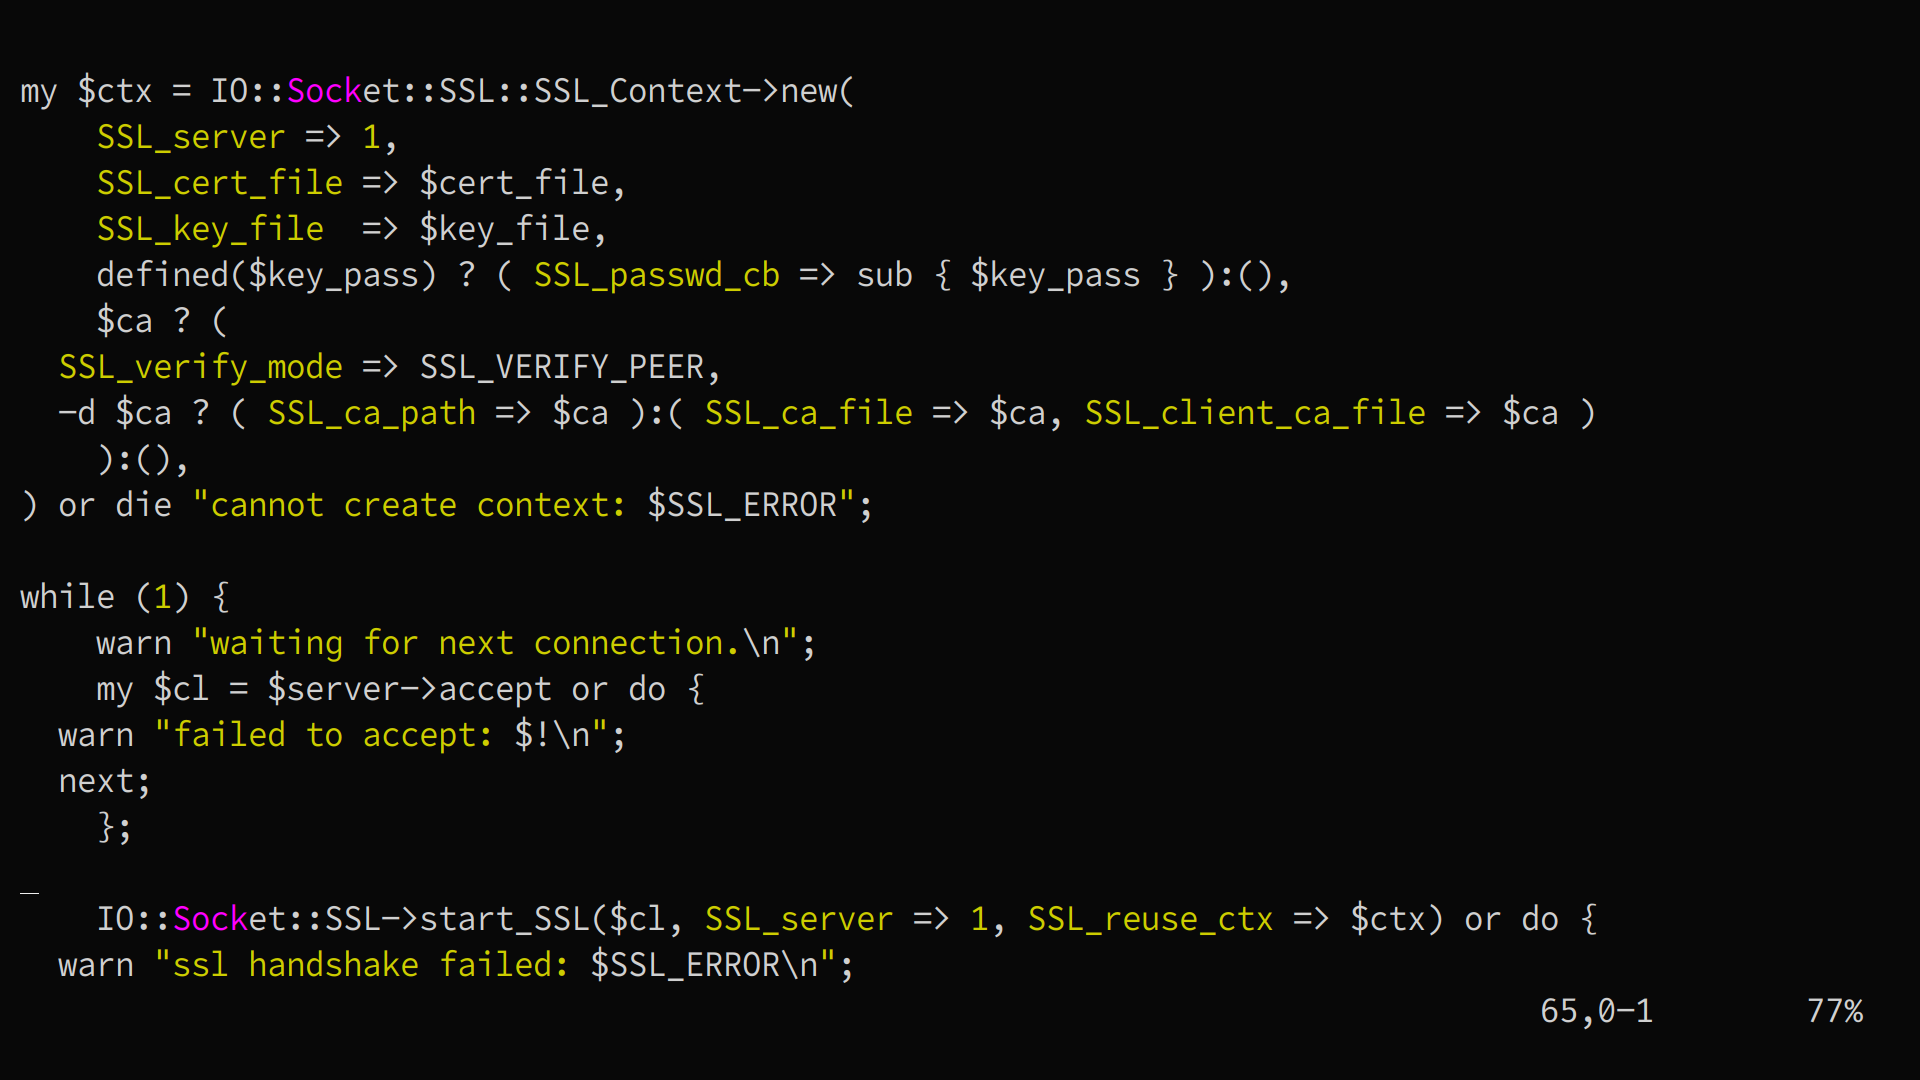 my $ctx = IO::Socket::SSL::SSL_Context->new(
    SSL_server => 1,
    SSL_cert_file => $cert_file,
    SSL_key_file  => $key_file,
    defined($key_pass) ? ( SSL_passwd_cb => sub { $key_pass } ):(),
    $ca ? (
  SSL_verify_mode => SSL_VERIFY_PEER,
  -d $ca ? ( SSL_ca_path => $ca ):( SSL_ca_file => $ca, SSL_client_ca_file => $ca )
    ):(),
) or die "cannot create context: $SSL_ERROR";

while (1) {
    warn "waiting for next connection.\n";
    my $cl = $server->accept or do {
  warn "failed to accept: $!\n";
  next;
    };

    IO::Socket::SSL->start_SSL($cl, SSL_server => 1, SSL_reuse_ctx => $ctx) or do {
  warn "ssl handshake failed: $SSL_ERROR\n";
65,0-1 77%